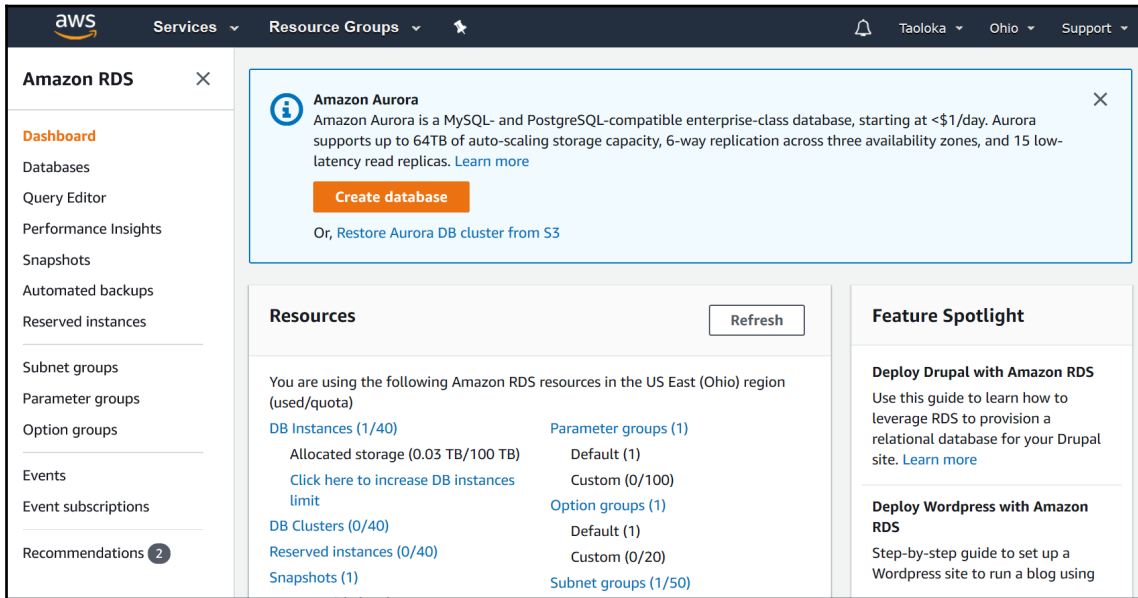 aws
Services
Resource Groups
Taoloka
Ohio
Support
Amazon RDS
Dashboard
Databases
Query Editor
Performance Insights
Snapshots
Automated backups
Reserved instances
Subnet groups
Parameter groups
Option groups
Events
Event subscriptions
Recommendations 2
Amazon Aurora
Amazon Aurora is a MySQL- and PostgreSQL-compatible enterprise-class database, starting at <$1/day. Aurora
supports up to 64TB of auto-scaling storage capacity, 6-way replication across three availability zones, and 15 low-
latency read replicas. Learn more
Create database
Or, Restore Aurora DB cluster from S3
Resources
Refresh
You are using the following Amazon RDS resources in the US East (Ohio) region
(used/quota)
DB Instances (1/40)
Allocated storage (0.03 TB/100 TB)
Click here to increase DB instances
limit
DB Clusters (0/40)
Reserved instances (0/40)
Snapshots (1)
Parameter groups (1)
Default (1)
Custom (0/100)
Option groups (1)
Default (1)
Custom (0/20)
Subnet groups (1/50)
Feature Spotlight
Deploy Drupal with Amazon RDS
Use this guide to learn how to
leverage RDS to provision a
relational database for your Drupal
site. Learn more
Deploy Wordpress with Amazon
RDS
Step-by-step guide to set up a
Wordpress site to run a blog using